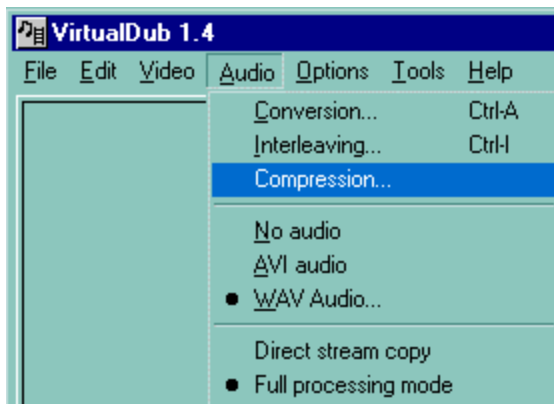 VirtualDub 1.4
File Edit Video Audio Options Tools Help
Conversion... Ctrl-A
Interleaving... Ctrl-I
Compression...
No audio
AVI audio
WAV Audio...
Direct stream copy
Full processing mode